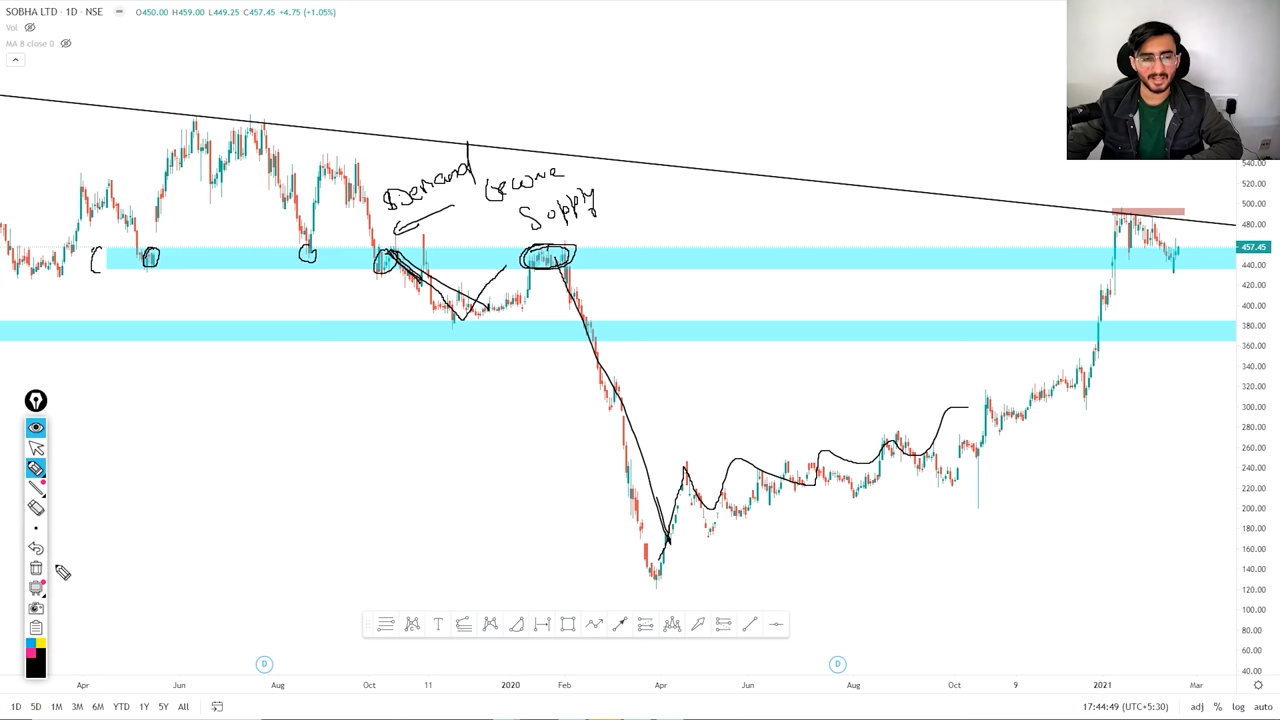 SOBHA LTD · 1D · NSE O450.00 H459.00 L449.25 C457.45 +4.75 (+1.05%)
Vol
MA 8 close 0
Demand become
Supply
540.00
520.00
500.00
480.00
457.45
440.00
420.00
400.00
380.00
360.00
340.00
320.00
300.00
280.00
260.00
240.00
220.00
200.00
180.00
160.00
140.00
120.00
100.00
80.00
60.00
40.00
T
D D
Apr Jun Aug Oct 11 2020 Feb Apr Jun Aug Oct 9 2021 Mar
1D 5D 1M 3M 6M YTD 1Y 5Y All 17:44:49 (UTC+5:30) adj % log auto